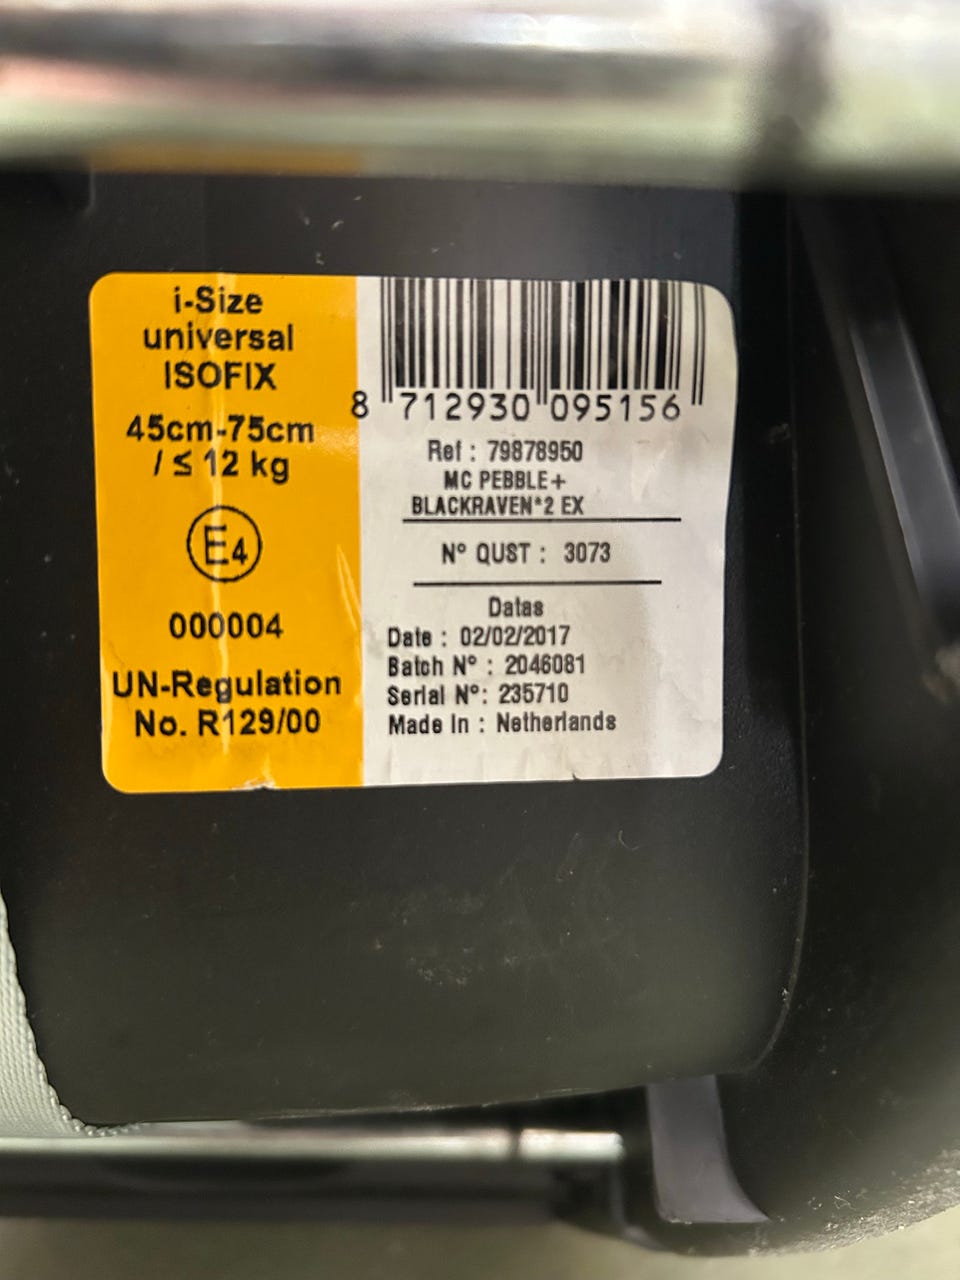 i-Size
universal
ISOFIX
45cm-75cm
/ ≤ 12 kg
E4
000004
UN-Regulation
No. R129/00
8 712930 095156
Ref : 79878950
MC PEBBLE+
BLACKRAVEN*2 EX
N° QUST : 3073
Datas
Date : 02/02/2017
Batch N° : 2046081
Serial N°: 235710
Made In : Netherlands